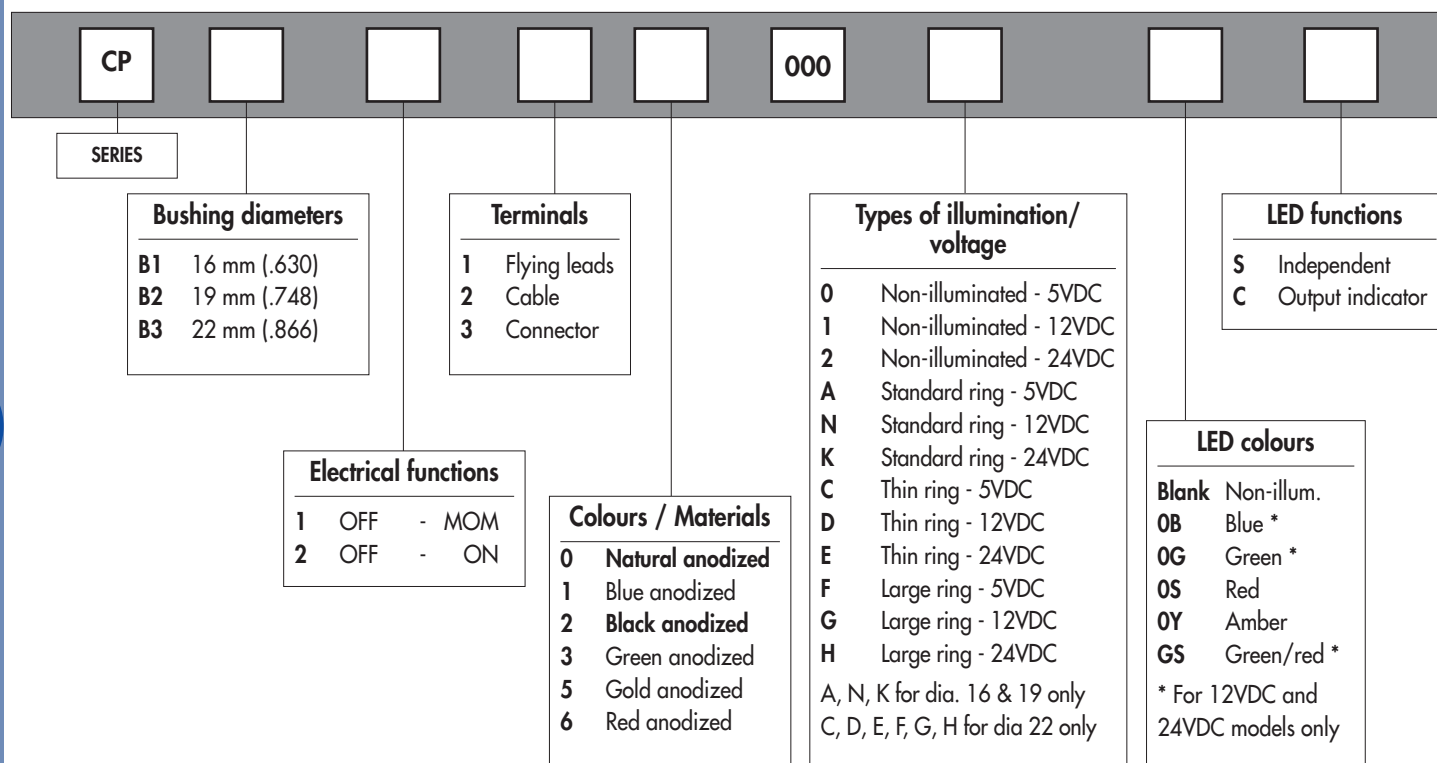 CP 000
SERIES
Bushing diameters
B1 16 mm (.630)
B2 19 mm (.748)
B3 22 mm (.866)
Terminals
1 Flying leads
2 Cable
3 Connector
Types of illumination/
voltage
0 Non-illuminated - 5VDC
1 Non-illuminated - 12VDC
2 Non-illuminated - 24VDC
A Standard ring - 5VDC
N Standard ring - 12VDC
K Standard ring - 24VDC
C Thin ring - 5VDC
D Thin ring - 12VDC
E Thin ring - 24VDC
F Large ring - 5VDC
G Large ring - 12VDC
H Large ring - 24VDC
A, N, K for dia. 16 & 19 only
C, D, E, F, G, H for dia 22 only
LED functions
S Independent
C Output indicator
Electrical functions
1 OFF - MOM
2 OFF - ON
Colours / Materials
0 Natural anodized
1 Blue anodized
2 Black anodized
3 Green anodized
5 Gold anodized
6 Red anodized
LED colours
Blank Non-illum.
0B Blue *
0G Green *
0S Red
0Y Amber
GS Green/red *
* For 12VDC and
24VDC models only